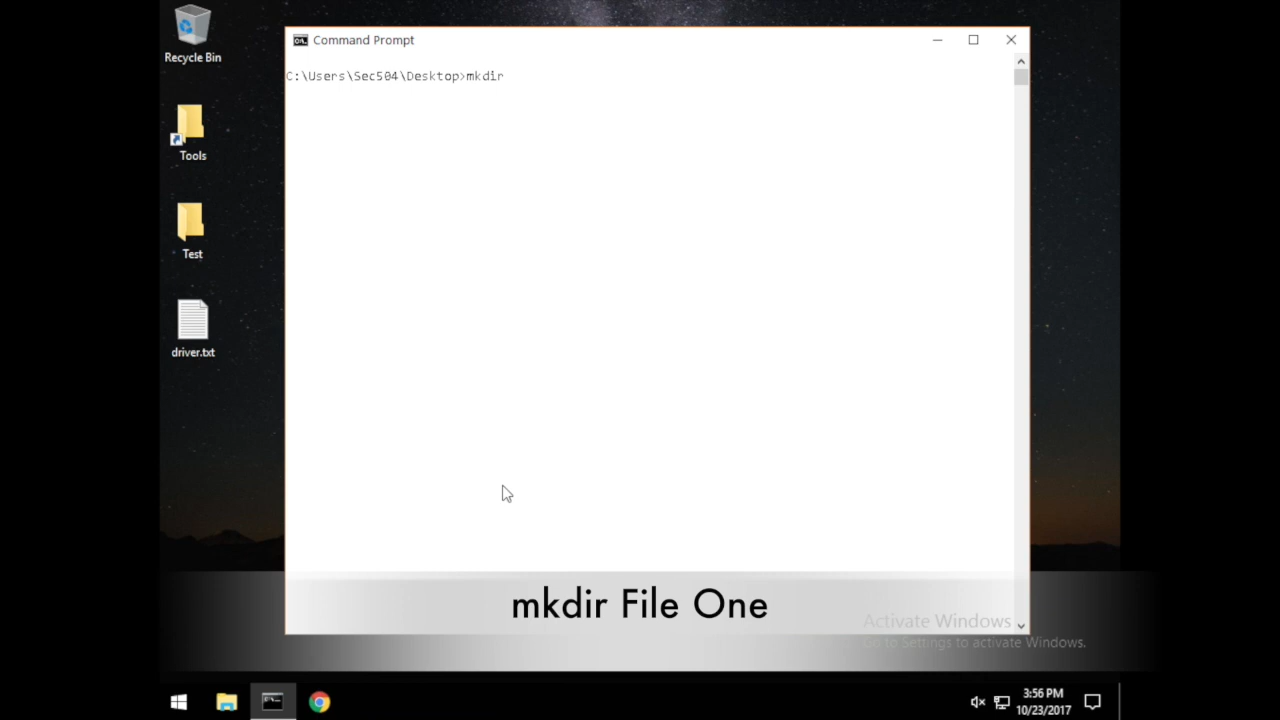 Recycle Bin
Tools
Test
driver.txt
Command Prompt
C:\Users\Sec504\Desktop>mkdir
mkdir File One
Activate Windows
Go to Settings to activate Windows.
3:56 PM
10/23/2017